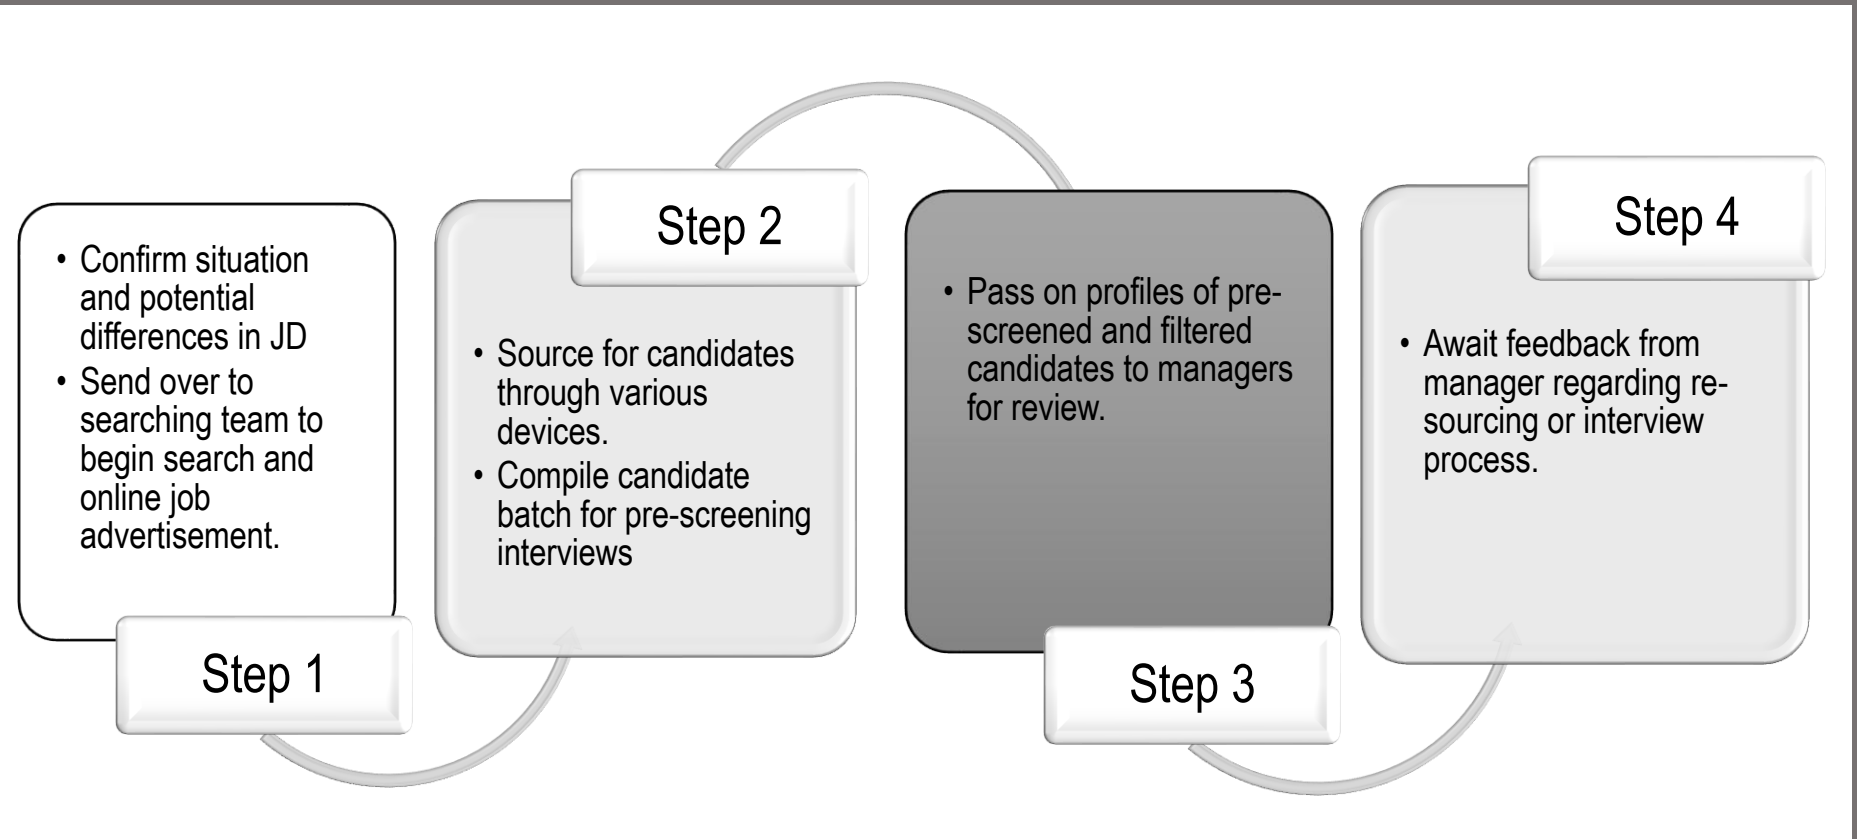 • Confirm situation
and potential
differences in JD
• Send over to
searching team to
begin search and
online job
advertisement.
Step 1
Step 2
• Source for candidates
through various
devices.
• Compile candidate
batch for pre-screening
interviews
• Pass on profiles of pre-
screened and filtered
candidates to managers
for review.
Step 3
Step 4
• Await feedback from
manager regarding re-
sourcing or interview
process.